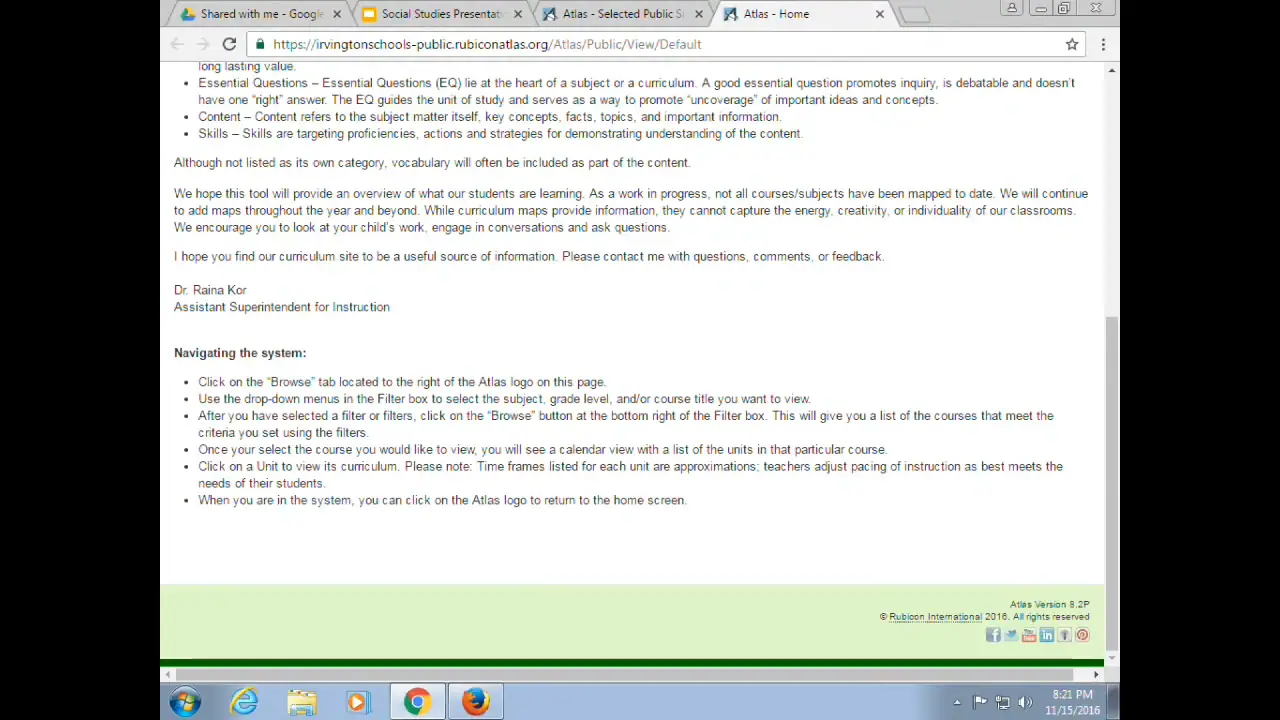 Shared with me - Google
Social Studies Presentat
Atlas - Selected Public S
Atlas - Home
https://irvingtonschools-public.rubiconatlas.org/Atlas/Public/View/Default
long lasting value.
• Essential Questions – Essential Questions (EQ) lie at the heart of a subject or a curriculum. A good essential question promotes inquiry, is debatable and doesn't
have one “right” answer. The EQ guides the unit of study and serves as a way to promote “uncoverage” of important ideas and concepts.
• Content – Content refers to the subject matter itself, key concepts, facts, topics, and important information.
• Skills – Skills are targeting proficiencies, actions and strategies for demonstrating understanding of the content.
Although not listed as its own category, vocabulary will often be included as part of the content.
We hope this tool will provide an overview of what our students are learning. As a work in progress, not all courses/subjects have been mapped to date. We will continue
to add maps throughout the year and beyond. While curriculum maps provide information, they cannot capture the energy, creativity, or individuality of our classrooms.
We encourage you to look at your child's work, engage in conversations and ask questions.
I hope you find our curriculum site to be a useful source of information. Please contact me with questions, comments, or feedback.
Dr. Raina Kor
Assistant Superintendent for Instruction
Navigating the system:
• Click on the “Browse” tab located to the right of the Atlas logo on this page.
• Use the drop-down menus in the Filter box to select the subject, grade level, and/or course title you want to view.
• After you have selected a filter or filters, click on the “Browse” button at the bottom right of the Filter box. This will give you a list of the courses that meet the
criteria you set using the filters.
• Once your select the course you would like to view, you will see a calendar view with a list of the units in that particular course.
• Click on a Unit to view its curriculum. Please note: Time frames listed for each unit are approximations; teachers adjust pacing of instruction as best meets the
needs of their students.
• When you are in the system, you can click on the Atlas logo to return to the home screen.
Atlas Version 8.2P
© Rubicon International 2016. All rights reserved
8:21 PM
11/15/2016